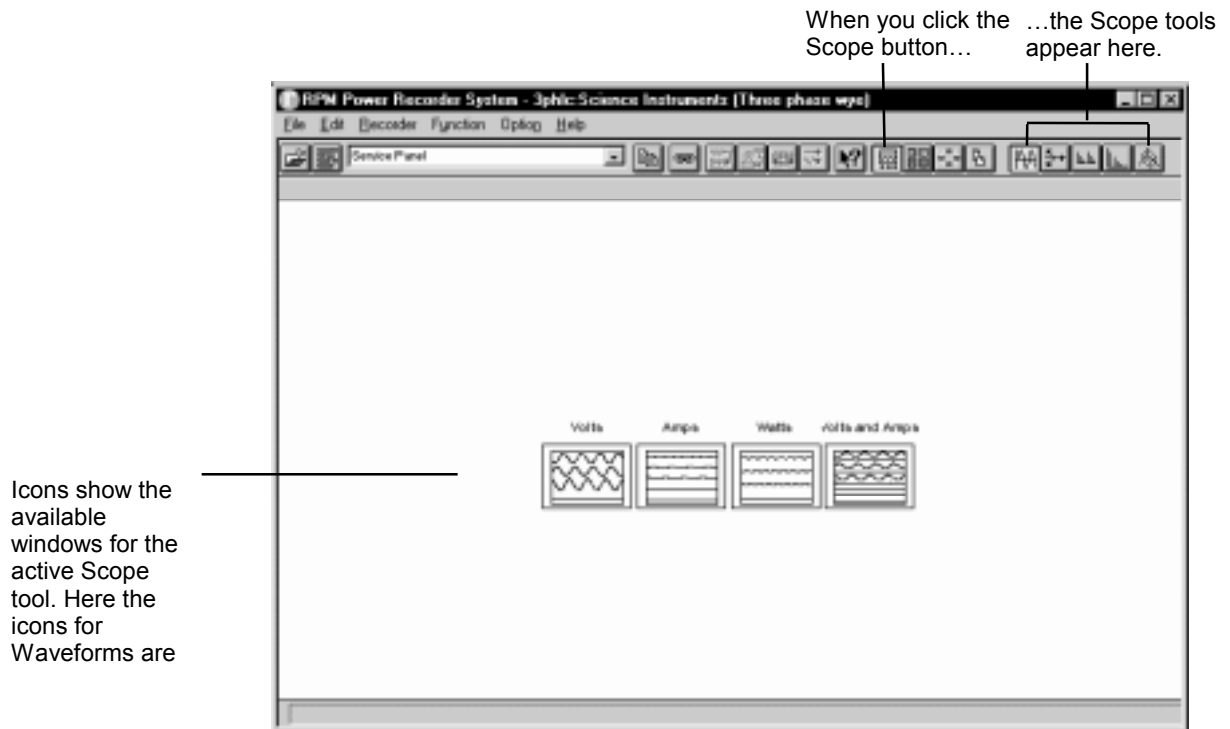 When you click the
Scope button…
…the Scope tools
appear here.
RPM Power Recorder System - 3phlc:Science Instruments (Three phase wye)
File Edit Recorder Function Option Help
Service Panel
Volts Amps Watts Volts and Amps
Icons show the
available
windows for the
active Scope
tool. Here the
icons for
Waveforms are